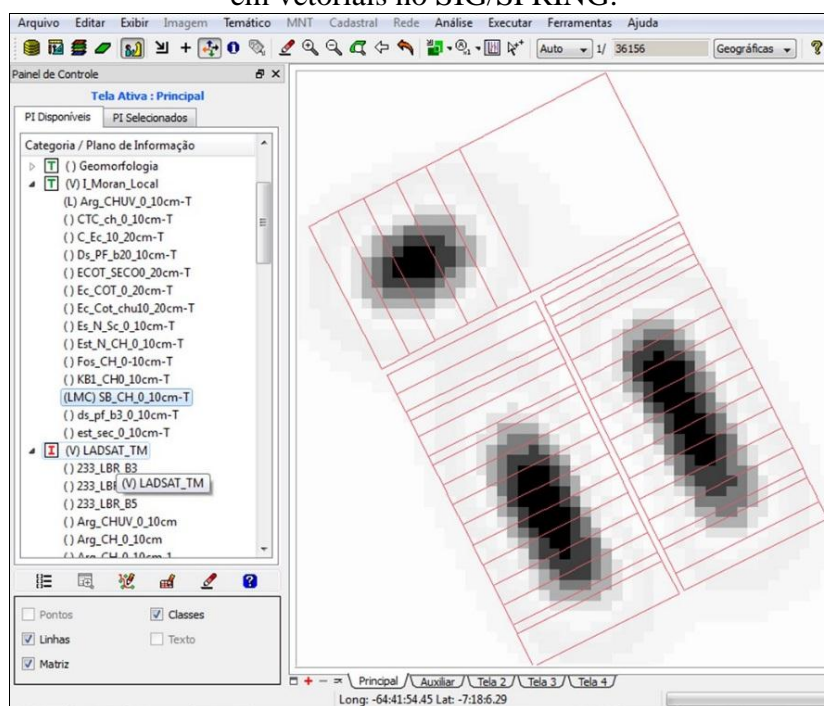 em vetoriais no SIG/SPRING.
Arquivo Editar Exibir Imagem Temático MNT Cadastral Rede Análise Executar Ferramentas Ajuda
Auto 1/ 36156 Geográficas
Painel de Controle
Tela Ativa : Principal
PI Disponíveis PI Selecionados
Categoria / Plano de Informação
T () Geomorfologia
T (V) I_Moran_Local
(L) Arg_CHUV_0_10cm-T
() CTC_ch_0_10cm-T
() C_Ec_10_20cm-T
() Ds_PF_b20_10cm-T
() ECOT_SECO0_20cm-T
() Ec_COT_0_20cm-T
() Ec_Cot_chu10_20cm-T
() Es_N_Sc_0_10cm-T
() Est_N_CH_0_10cm-T
() Fos_CH_0-10cm-T
() KB1_CH0_10cm-T
(LMC) SB_CH_0_10cm-T
() ds_pf_b3_0_10cm-T
() est_sec_0_10cm-T
I (V) LADSAT_TM
() 233_LBR_B3
(V) LADSAT_TM
() 233_LBR_B5
() Arg_CHUV_0_10cm
() Arg_CH_0_10cm
() Arg_CH_0_10cm_1
Pontos Classes
Linhas Texto
Matriz
Principal Auxiliar Tela 2 Tela 3 Tela 4
Long: -64:41:54.45 Lat: -7:18:6.29